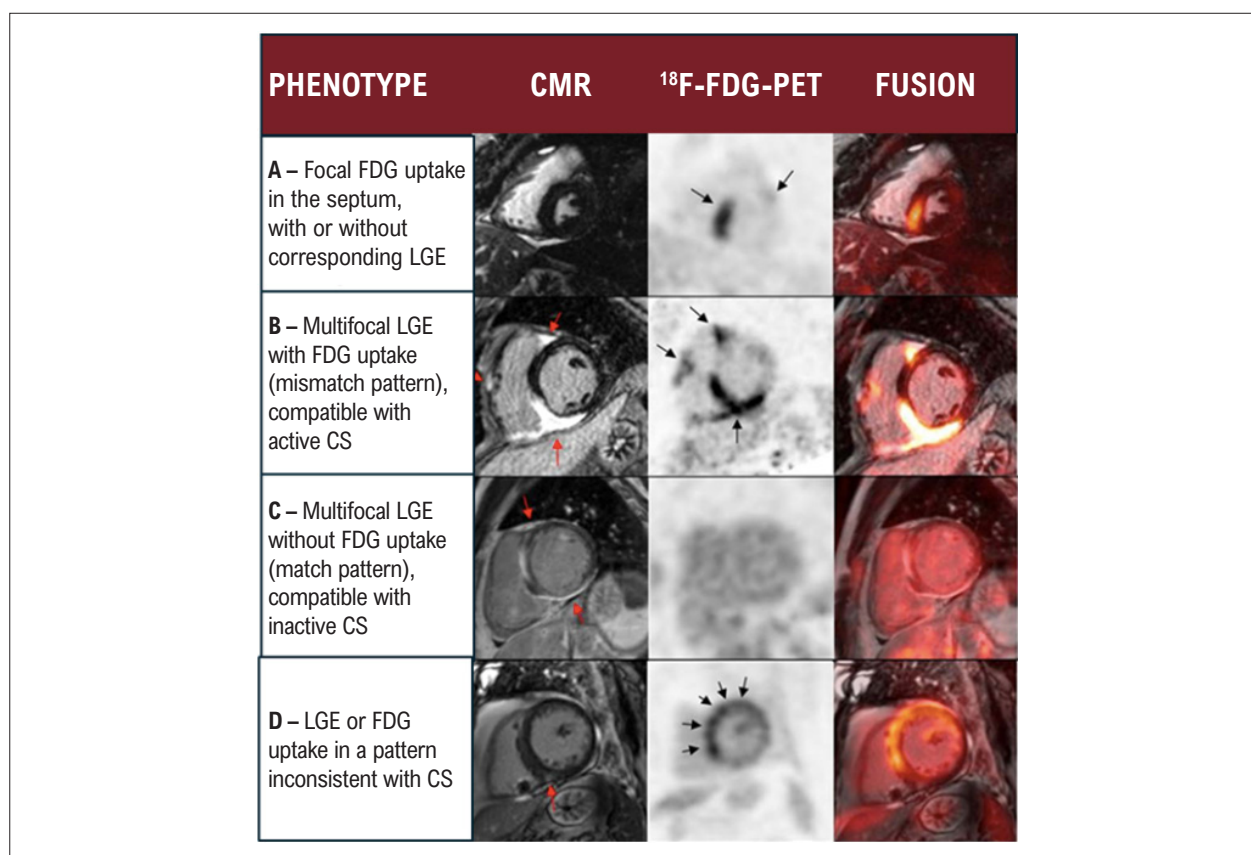 PHENOTYPE CMR ¹⁸F-FDG-PET FUSION
A – Focal FDG uptake
in the septum,
with or without
corresponding LGE
B – Multifocal LGE
with FDG uptake
(mismatch pattern),
compatible with
active CS
C – Multifocal LGE
without FDG uptake
(match pattern),
compatible with
inactive CS
D – LGE or FDG
uptake in a pattern
inconsistent with CS